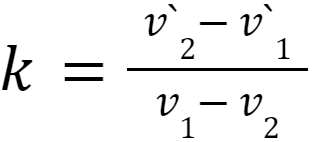 k = (v`₂ − v`₁) / (v₁ − v₂)